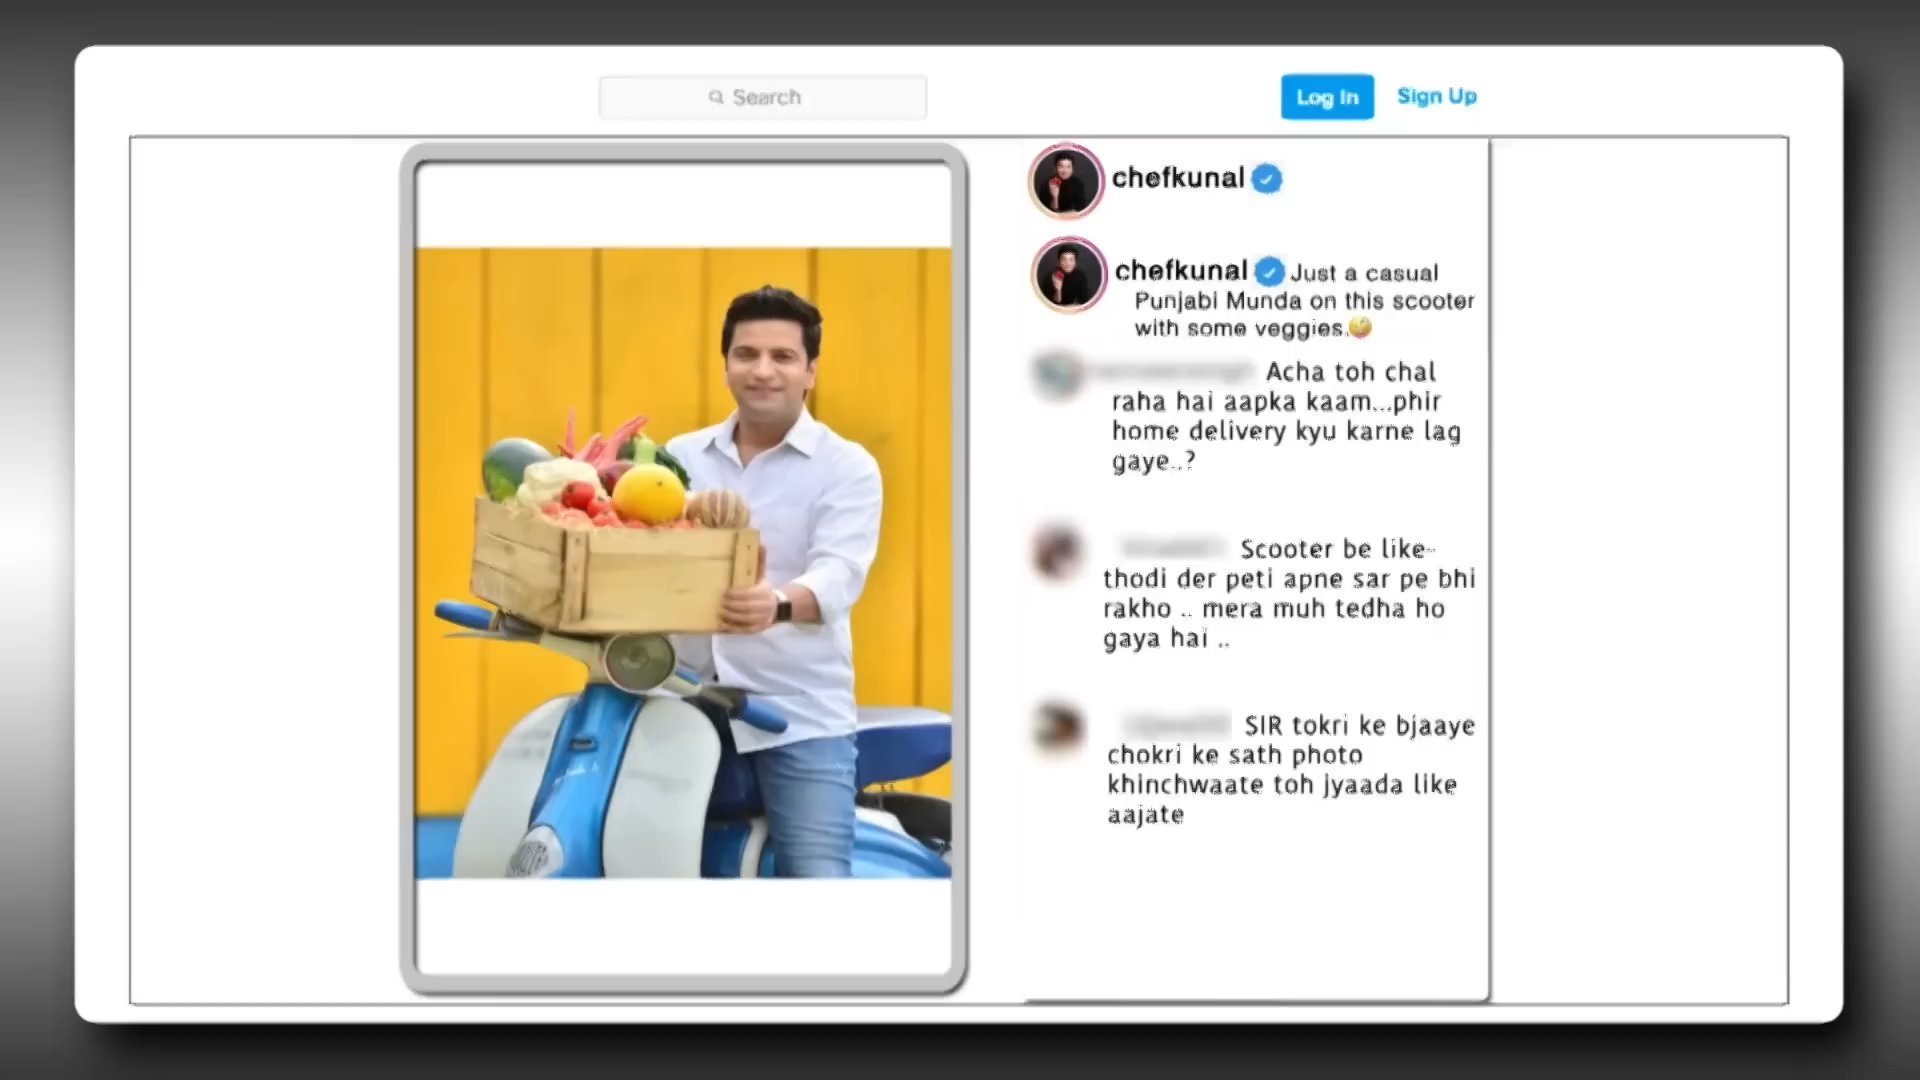 Search
Log In
Sign Up
chefkunal
chefkunal Just a casual
Punjabi Munda on this scooter
with some veggies.🤪
Acha toh chal
raha hai aapka kaam...phir
home delivery kyu karne lag
gaye..?
Scooter be like-
thodi der peti apne sar pe bhi
rakho .. mera muh tedha ho
gaya hai ..
SIR tokri ke bjaaye
chokri ke sath photo
khinchwaate toh jyaada like
aajate